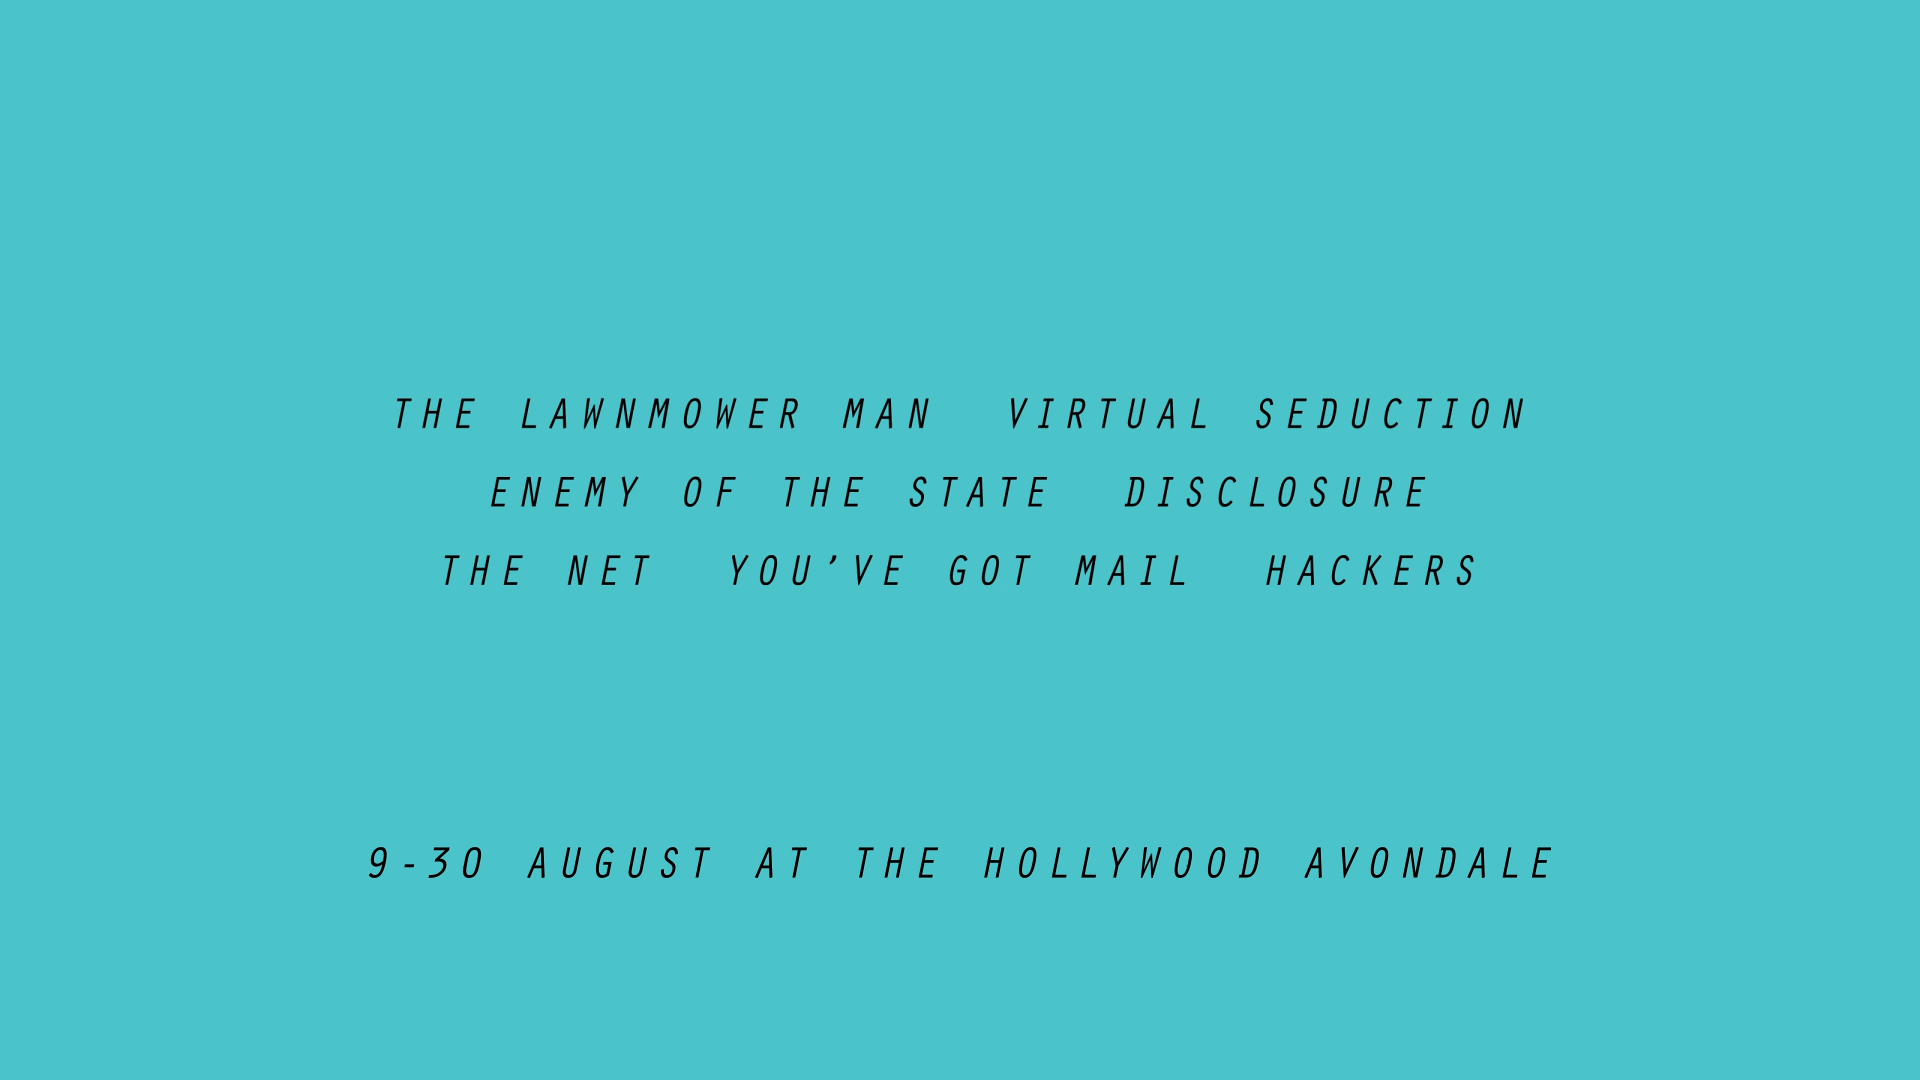 THE LAWNMOWER MAN  VIRTUAL SEDUCTION
ENEMY OF THE STATE  DISCLOSURE
THE NET  YOU'VE GOT MAIL  HACKERS
9-30 AUGUST AT THE HOLLYWOOD AVONDALE